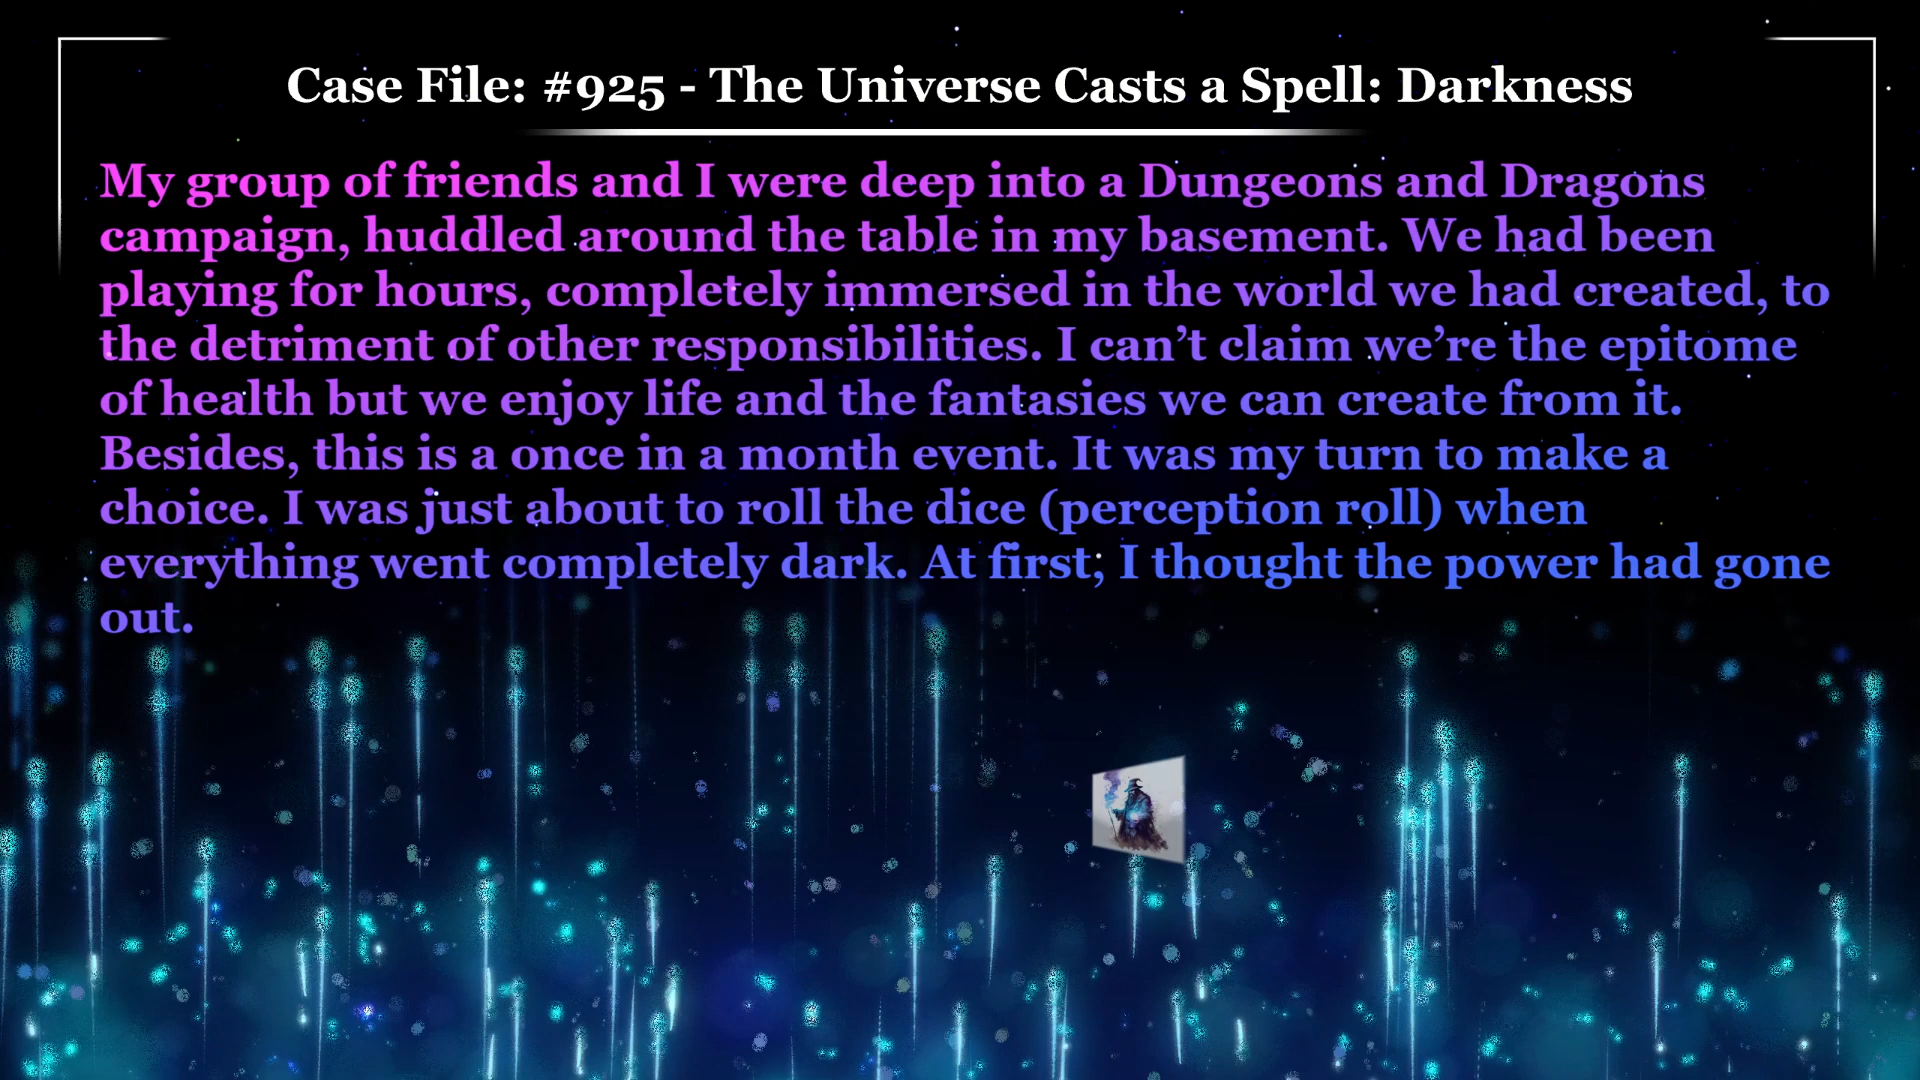 Case File: #925 - The Universe Casts a Spell: Darkness
My group of friends and I were deep into a Dungeons and Dragons
campaign, huddled around the table in my basement. We had been
playing for hours, completely immersed in the world we had created, to
the detriment of other responsibilities. I can’t claim we’re the epitome
of health but we enjoy life and the fantasies we can create from it.
Besides, this is a once in a month event. It was my turn to make a
choice. I was just about to roll the dice (perception roll) when
everything went completely dark. At first, I thought the power had gone
out.